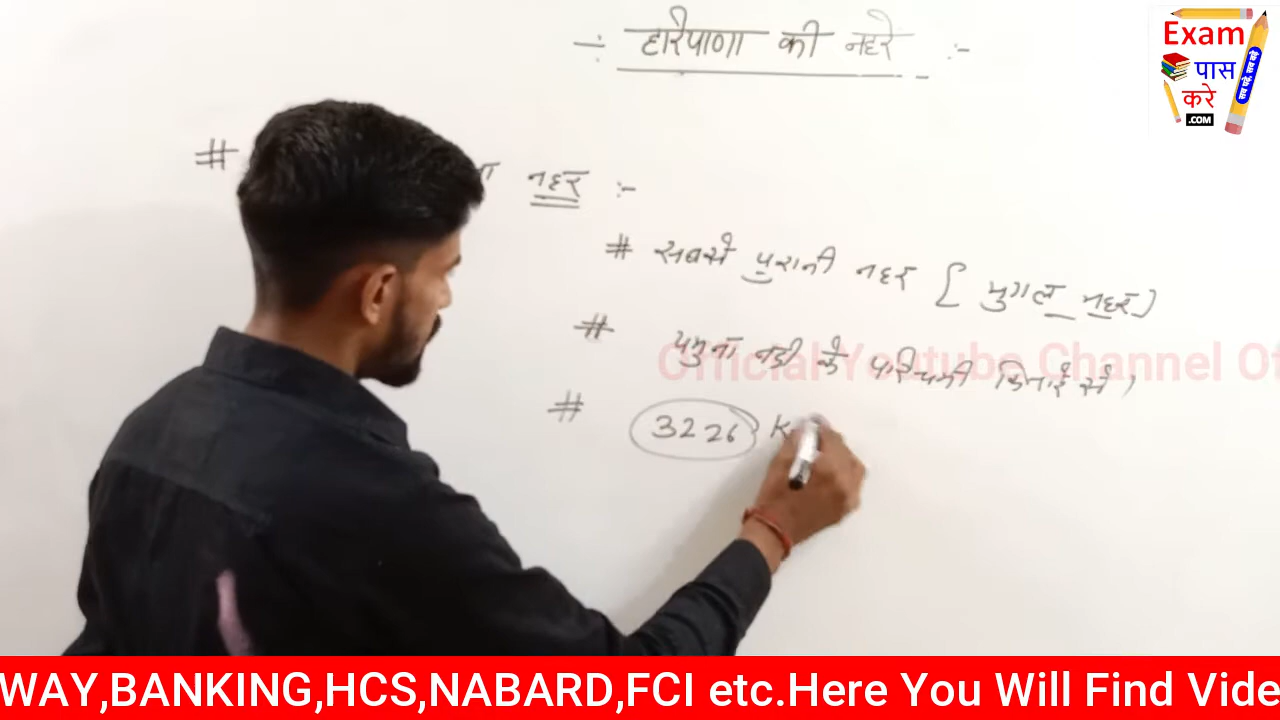 ÷ हरियाणा की नहरे :-
Exam
पास
करे
.COM
# नहर :-
# सबसे पुरानी नहर [ मुगल नहर]
# यमुना नदी के पश्चिमी किनारे से।
Official Youtube Channel Of
# 3226 K
WAY,BANKING,HCS,NABARD,FCI etc.Here You Will Find Vide